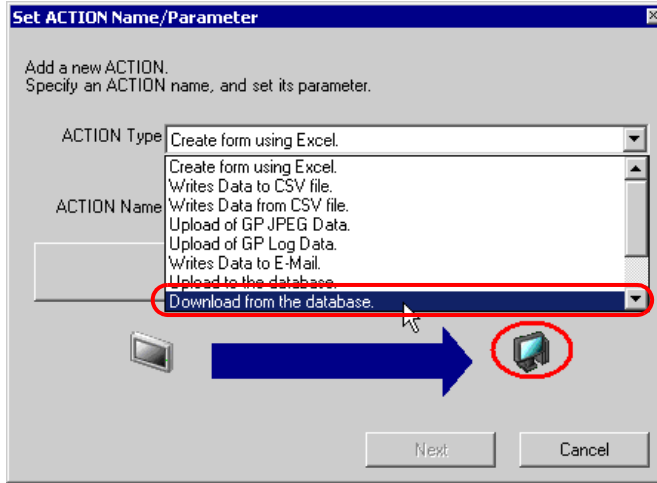 Set ACTION Name/Parameter
Add a new ACTION.
Specify an ACTION name, and set its parameter.
ACTION Type
Create form using Excel.
Create form using Excel.
Writes Data to CSV file.
Writes Data from CSV file.
ACTION Name
Upload of GP JPEG Data.
Upload of GP Log Data.
Writes Data to E-Mail.
Upload to the database.
Download from the database.
Next
Cancel